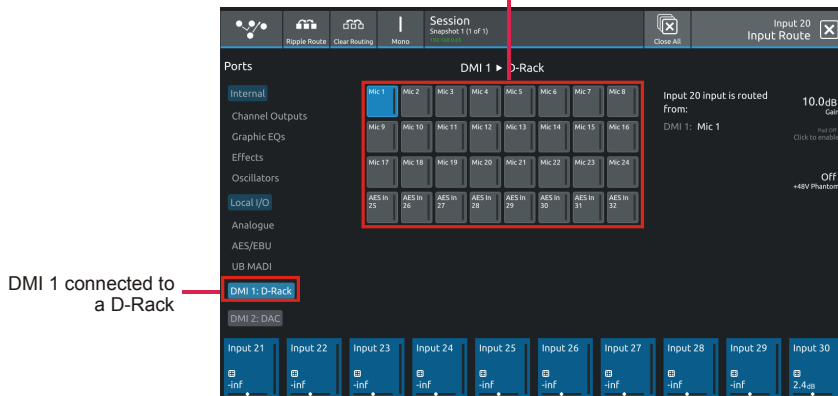 Ripple Route
Clear Routing
Mono
Session
Snapshot 1 (1 of 1)
Close All
Input 20
Input Route
Ports
DMI 1 ▶ D-Rack
Internal
Channel Outputs
Graphic EQs
Effects
Oscillators
Local I/O
Analogue
AES/EBU
UB MADI
DMI 1: D-Rack
DMI 2: DAC
Mic 1 Mic 2 Mic 3 Mic 4 Mic 5 Mic 6 Mic 7 Mic 8
Mic 9 Mic 10 Mic 11 Mic 12 Mic 13 Mic 14 Mic 15 Mic 16
Mic 17 Mic 18 Mic 19 Mic 20 Mic 21 Mic 22 Mic 23 Mic 24
AES In AES In AES In AES In AES In AES In AES In AES In
25 26 27 28 29 30 31 32
Input 20 input is routed
from:
DMI 1: Mic 1
10.0dB
Gain
Pad Off
Click to enable
Off
+48V Phantom
DMI 1 connected to
a D-Rack
Input 21 Input 22 Input 23 Input 24 Input 25 Input 26 Input 27 Input 28 Input 29 Input 30
-inf -inf -inf -inf -inf -inf -inf -inf -inf 2.4dB